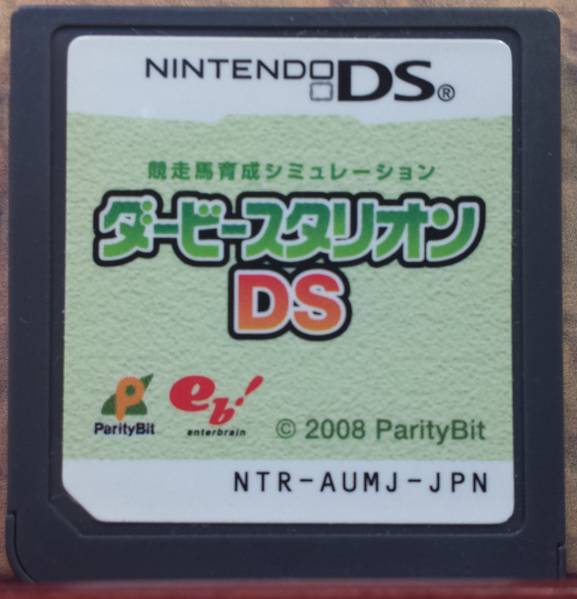 NINTENDO DS®
競走馬育成シミュレーション
ダービースタリオン
DS
ParityBit
eb!
enterbrain
© 2008 ParityBit
NTR-AUMJ-JPN